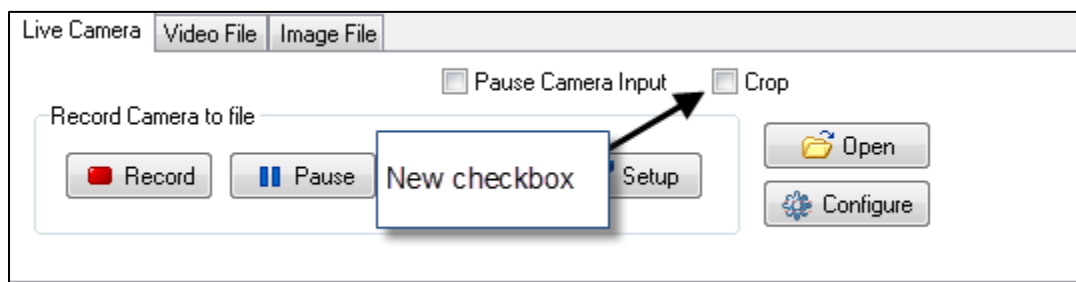 Live Camera Video File Image File
Pause Camera Input Crop
Record Camera to file
Record Pause New checkbox Setup Open
Configure